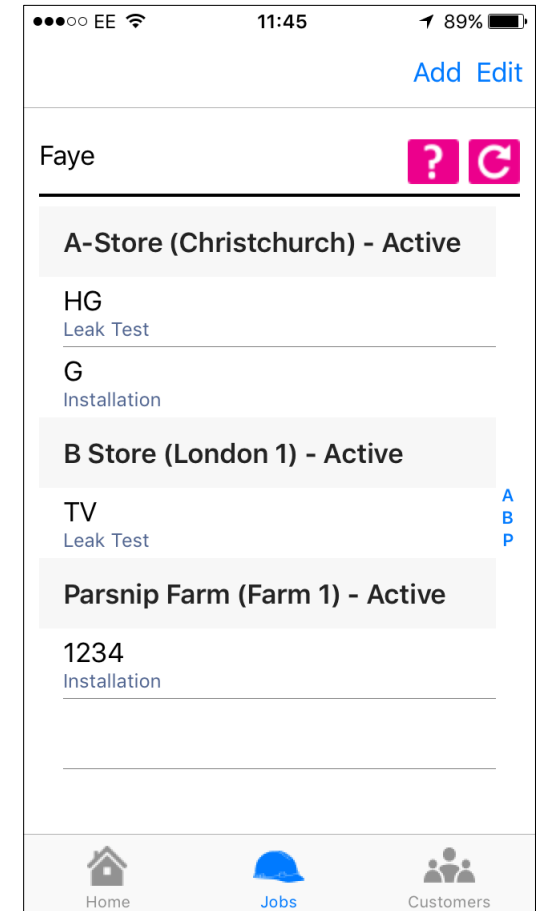 EE 11:45 89%
Add Edit
Faye ?
A-Store (Christchurch) - Active
HG
Leak Test
G
Installation
B Store (London 1) - Active
TV
Leak Test
A
B
P
Parsnip Farm (Farm 1) - Active
1234
Installation
Home Jobs Customers